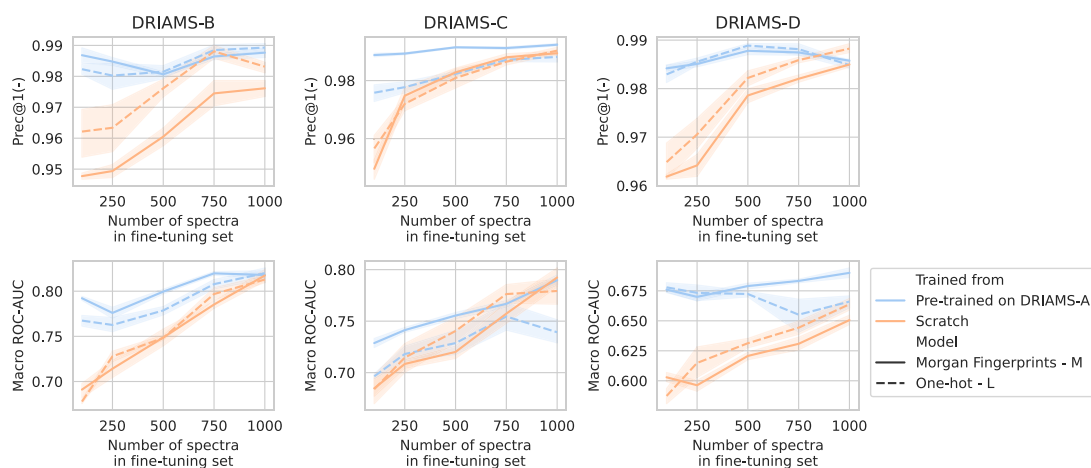 DRIAMS-B
DRIAMS-C
DRIAMS-D
Prec@1(-)
0.99
0.98
0.97
0.96
0.95
250 500 750 1000
Number of spectra
in fine-tuning set
Prec@1(-)
0.98
0.96
250 500 750 1000
Number of spectra
in fine-tuning set
Prec@1(-)
0.99
0.98
0.97
0.96
250 500 750 1000
Number of spectra
in fine-tuning set
Macro ROC-AUC
0.80
0.75
0.70
250 500 750 1000
Number of spectra
in fine-tuning set
Macro ROC-AUC
0.80
0.75
0.70
250 500 750 1000
Number of spectra
in fine-tuning set
Macro ROC-AUC
0.675
0.650
0.625
0.600
250 500 750 1000
Number of spectra
in fine-tuning set
Trained from
Pre-trained on DRIAMS-A
Scratch
Model
Morgan Fingerprints - M
One-hot - L